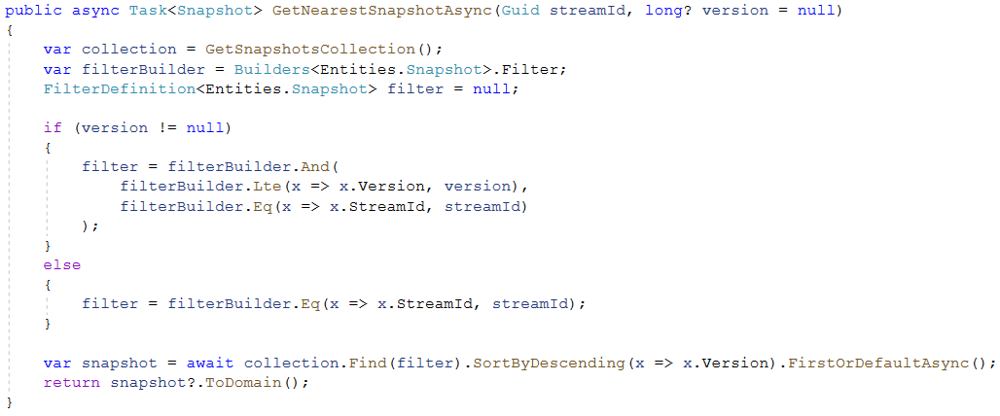 public async Task<Snapshot> GetNearestSnapshotAsync(Guid streamId, long? version = null)
{
    var collection = GetSnapshotsCollection();
    var filterBuilder = Builders<Entities.Snapshot>.Filter;
    FilterDefinition<Entities.Snapshot> filter = null;

    if (version != null)
    {
        filter = filterBuilder.And(
            filterBuilder.Lte(x => x.Version, version),
            filterBuilder.Eq(x => x.StreamId, streamId)
        );
    }
    else
    {
        filter = filterBuilder.Eq(x => x.StreamId, streamId);
    }

    var snapshot = await collection.Find(filter).SortByDescending(x => x.Version).FirstOrDefaultAsync();
    return snapshot?.ToDomain();
}